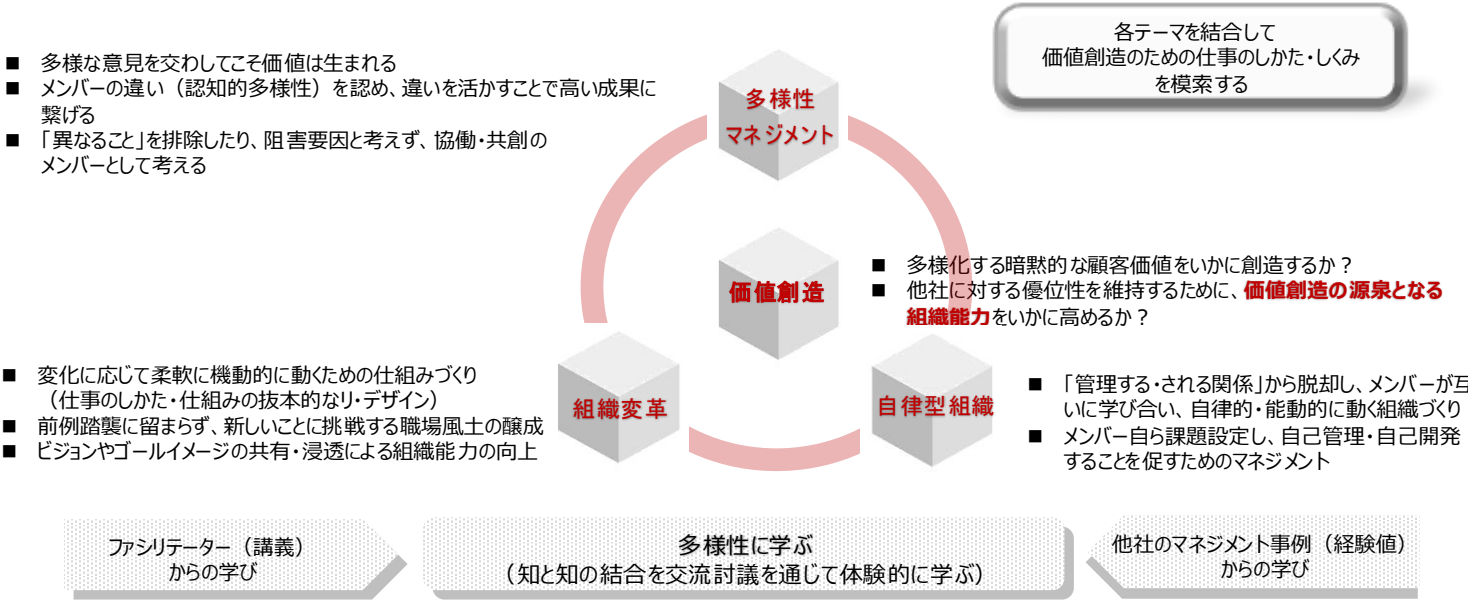 各テーマを結合して
価値創造のための仕事のしかた・しくみ
を模索する
■ 多様な意見を交わしてこそ価値は生まれる
■ メンバーの違い（認知的多様性）を認め、違いを活かすことで高い成果に
繋げる
■ 「異なること」を排除したり、阻害要因と考えず、協働・共創の
メンバーとして考える
多様性
マネジメント
価値創造
■ 多様化する暗黙的な顧客価値をいかに創造するか？
■ 他社に対する優位性を維持するために、価値創造の源泉となる
組織能力をいかに高めるか？
■ 変化に応じて柔軟に機動的に動くための仕組みづくり
（仕事のしかた・仕組みの抜本的なリ・デザイン）
■ 前例踏襲に留まらず、新しいことに挑戦する職場風土の醸成
■ ビジョンやゴールイメージの共有・浸透による組織能力の向上
組織変革
自律型組織
■ 「管理する・される関係」から脱却し、メンバーが互
いに学び合い、自律的・能動的に動く組織づくり
■ メンバー自ら課題設定し、自己管理・自己開発
することを促すためのマネジメント
ファシリテーター（講義）
からの学び
多様性に学ぶ
（知と知の結合を交流討議を通じて体験的に学ぶ）
他社のマネジメント事例（経験値）
からの学び